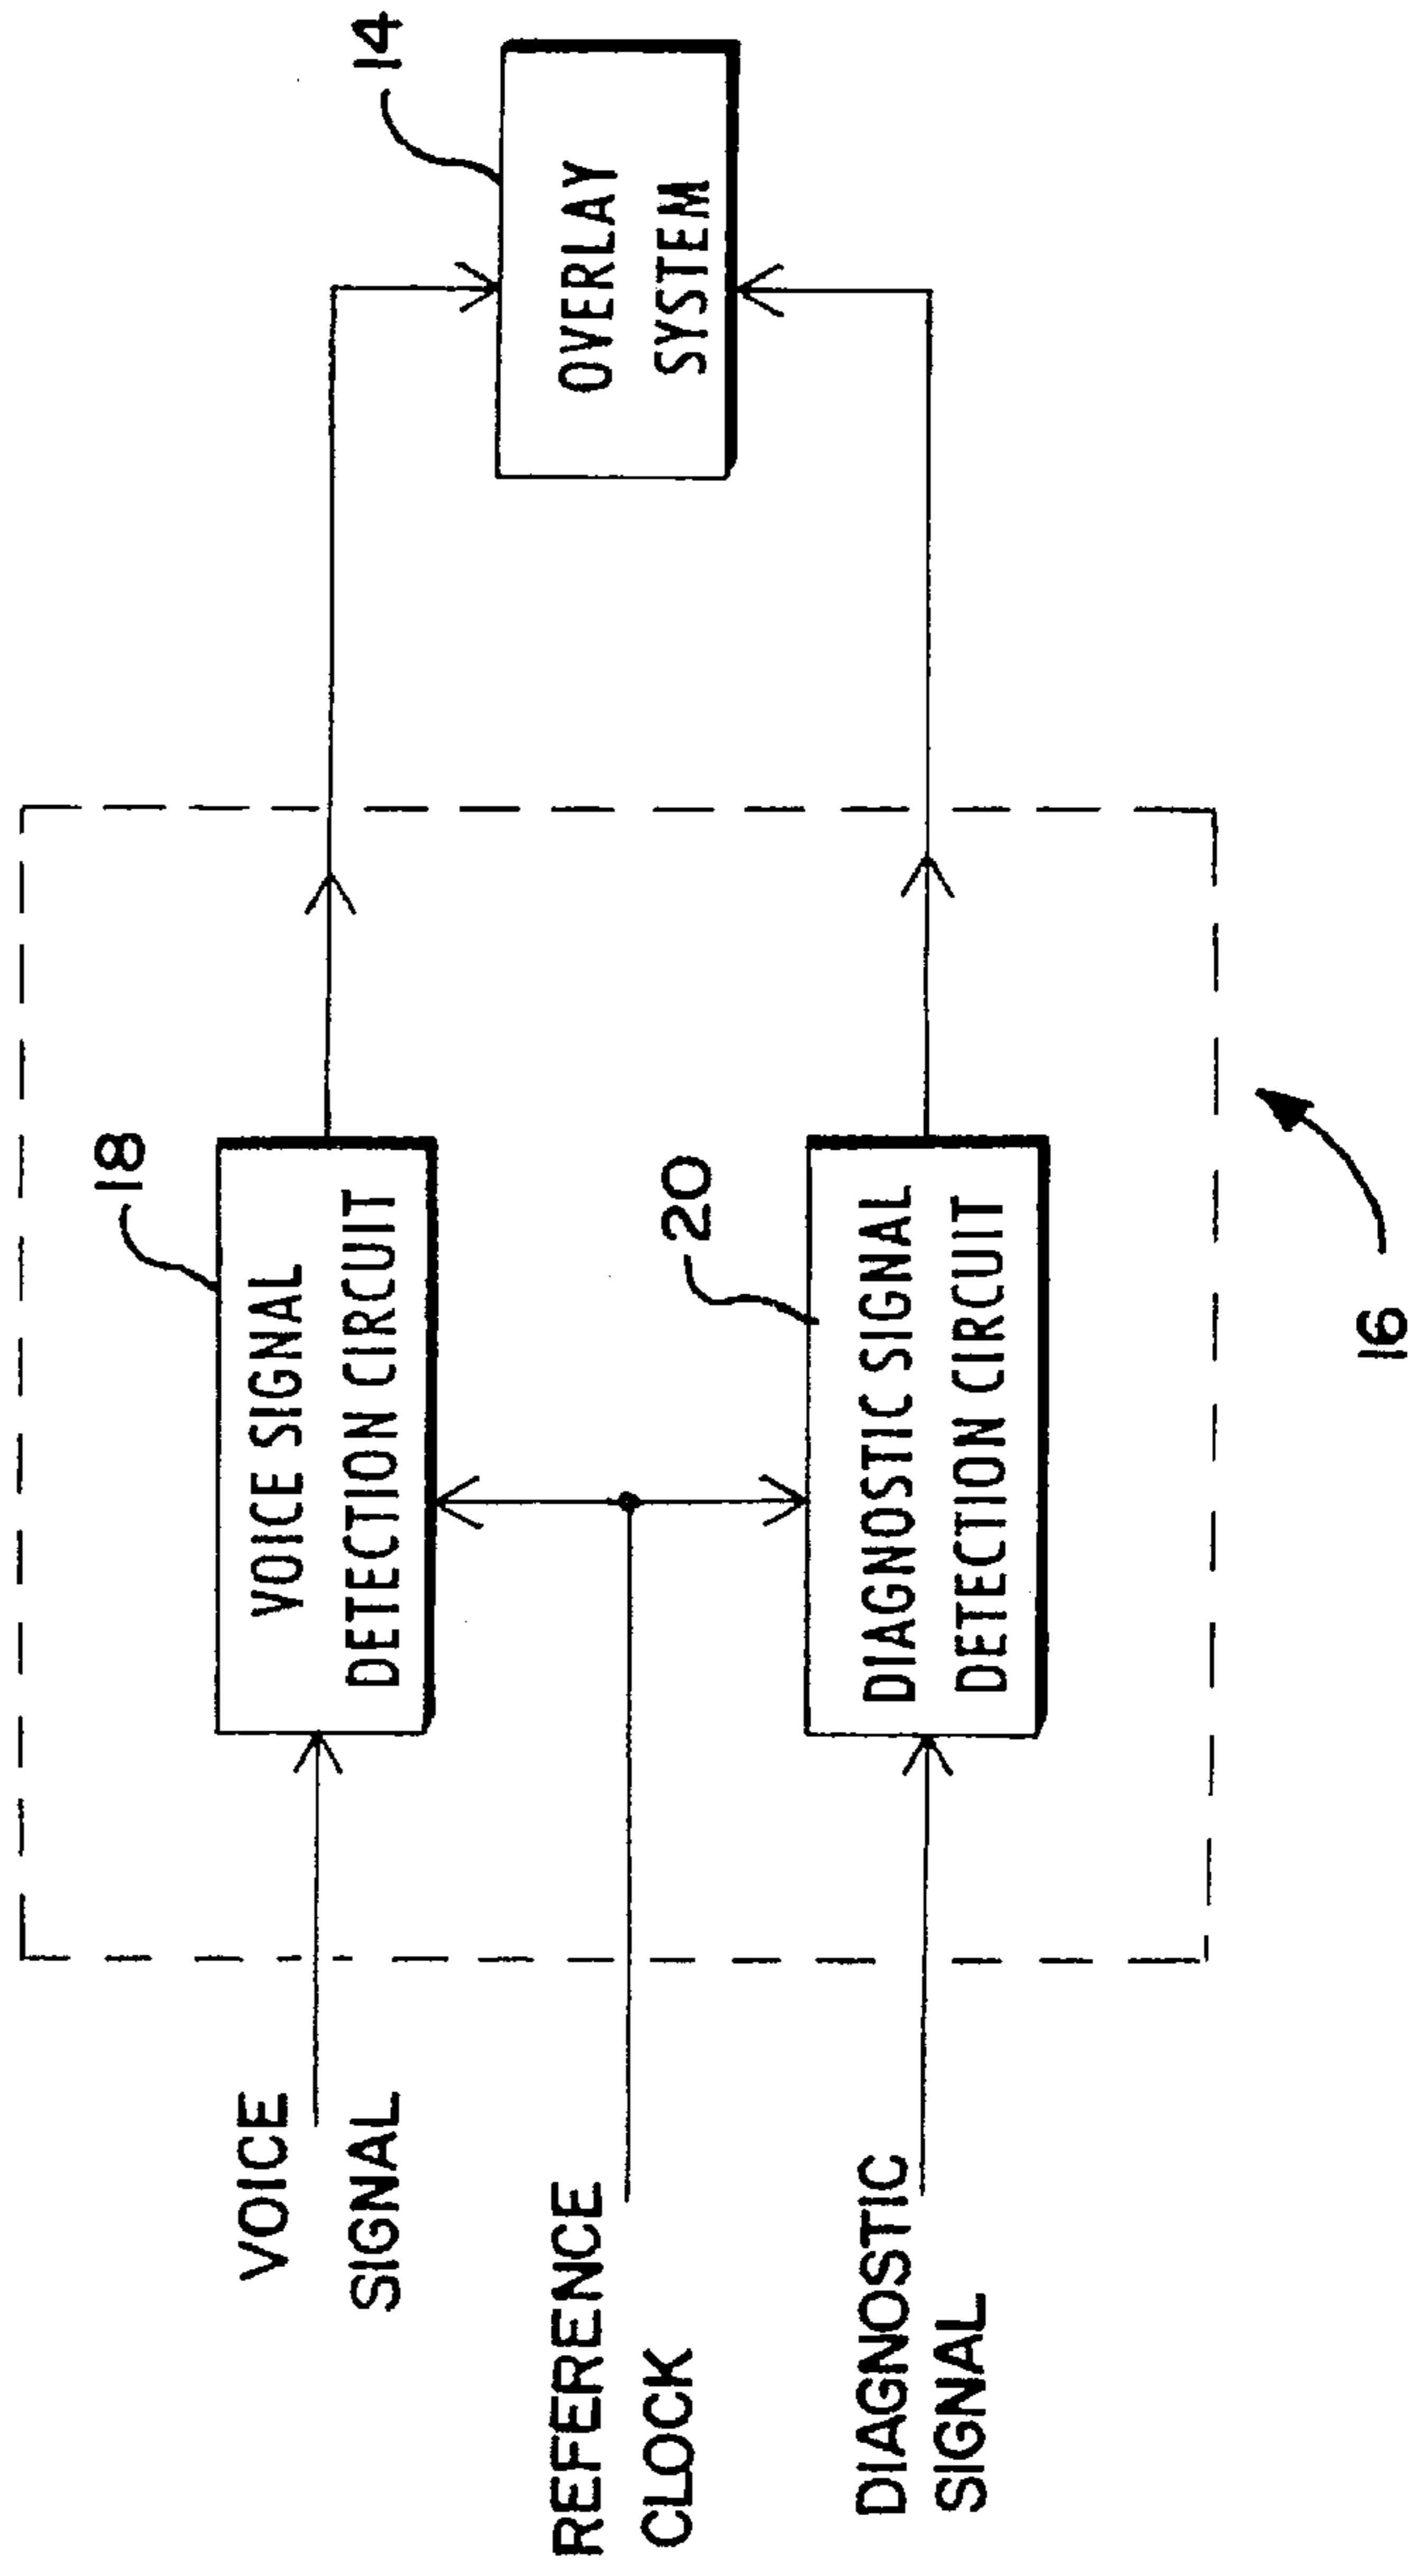 VOICE
SIGNAL
REFERENCE
CLOCK
DIAGNOSTIC
SIGNAL
18
VOICE SIGNAL
DETECTION CIRCUIT
20
DIAGNOSTIC SIGNAL
DETECTION CIRCUIT
16
14
OVERLAY
SYSTEM